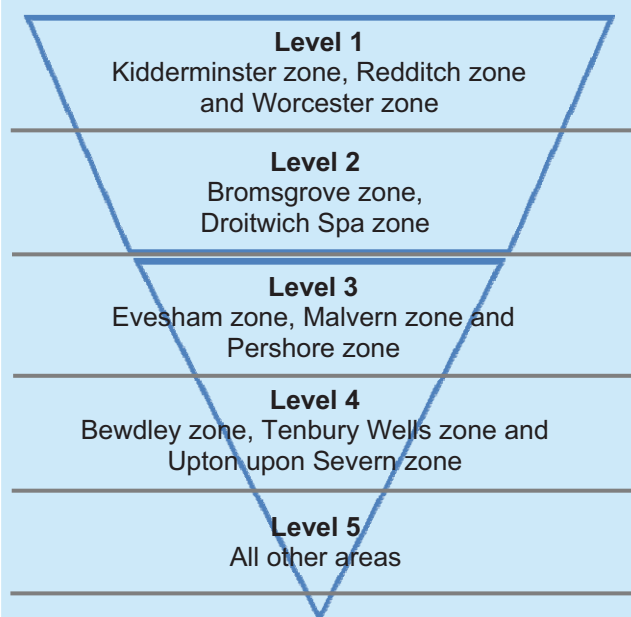 Level 1
Kidderminster zone, Redditch zone
and Worcester zone
Level 2
Bromsgrove zone,
Droitwich Spa zone
Level 3
Evesham zone, Malvern zone and
Pershore zone
Level 4
Bewdley zone, Tenbury Wells zone and
Upton upon Severn zone
Level 5
All other areas